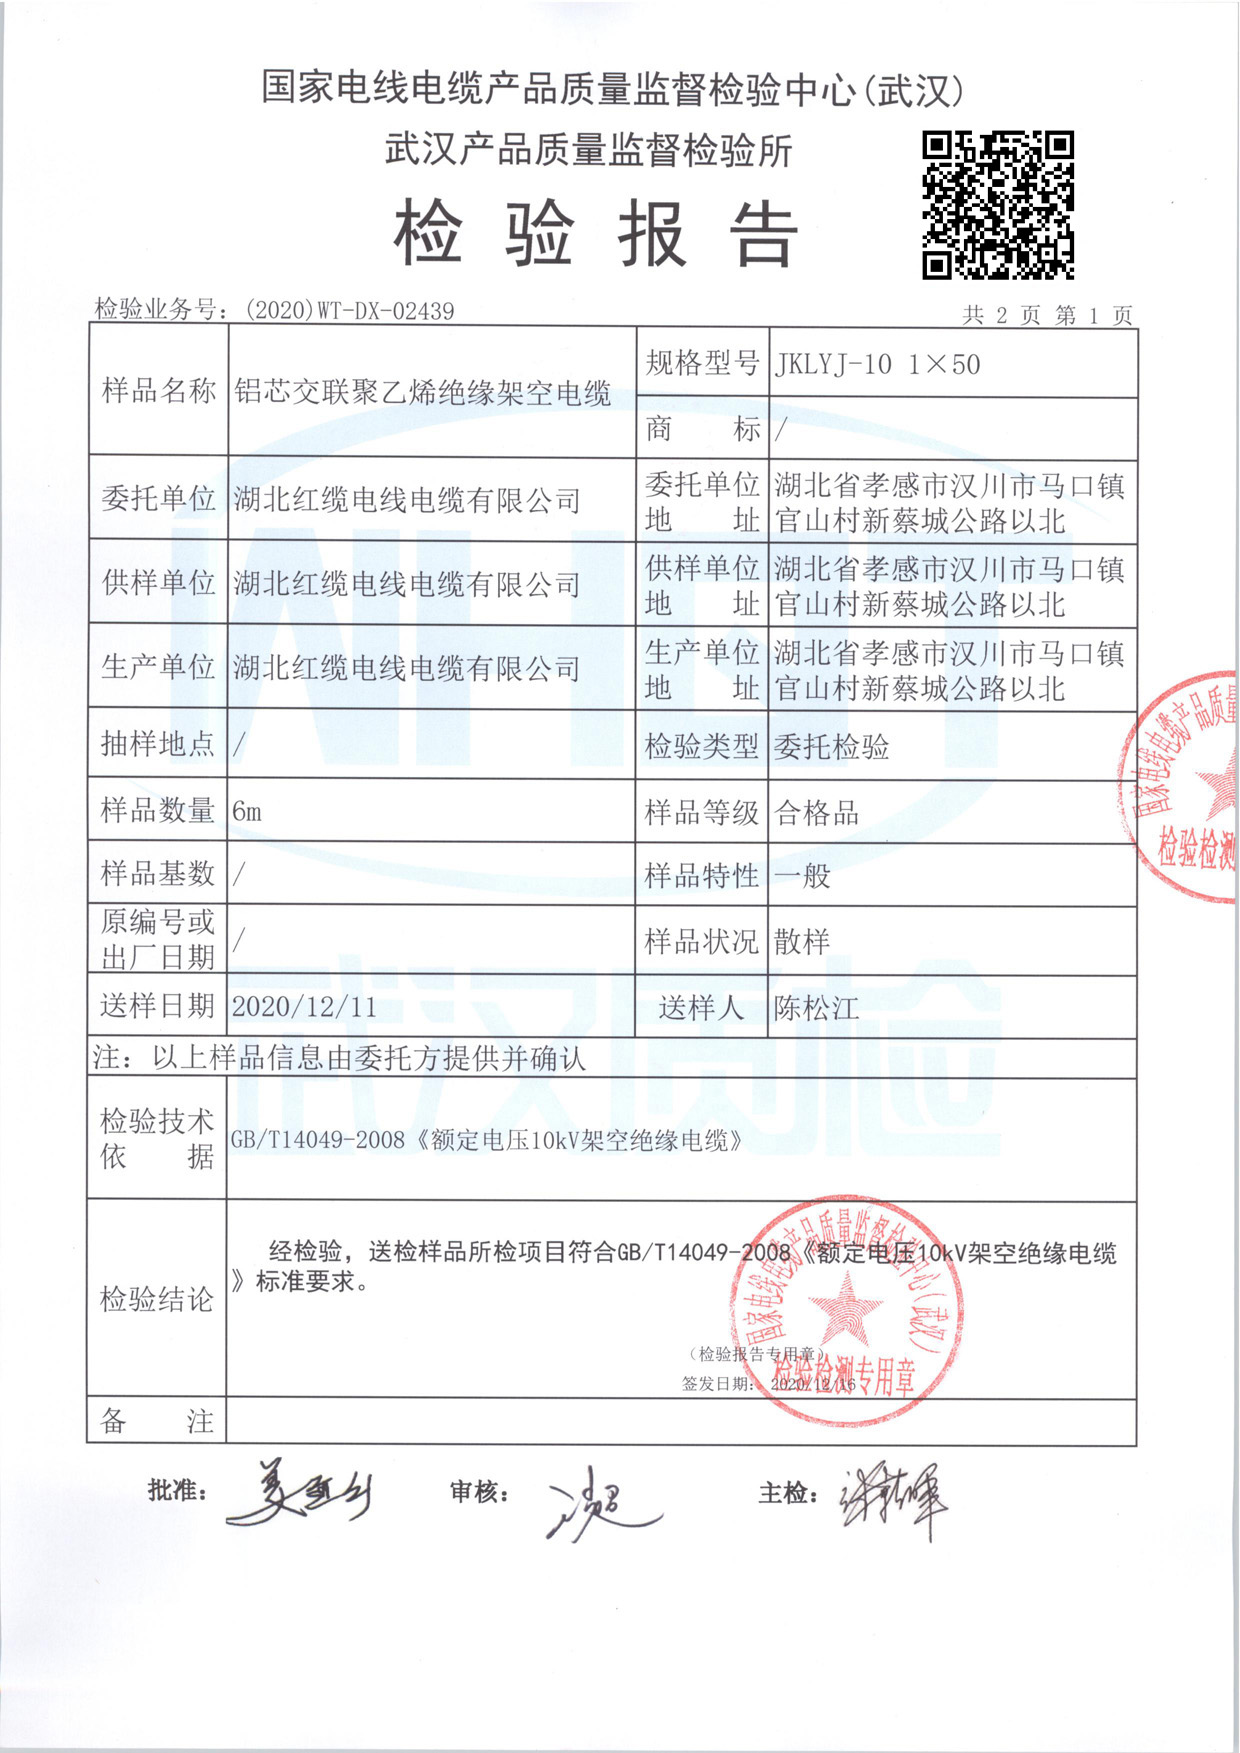 国家电线电缆产品质量监督检验中心(武汉)
武汉产品质量监督检验所
检验报告
检验业务号：(2020)WT-DX-02439
共 2 页 第 1 页
样品名称
铝芯交联聚乙烯绝缘架空电缆
规格型号
JKLYJ-10 1×50
商 标
/
委托单位
湖北红缆电线电缆有限公司
委托单位
地 址
湖北省孝感市汉川市马口镇
官山村新蔡城公路以北
供样单位
湖北红缆电线电缆有限公司
供样单位
地 址
湖北省孝感市汉川市马口镇
官山村新蔡城公路以北
生产单位
湖北红缆电线电缆有限公司
生产单位
地 址
湖北省孝感市汉川市马口镇
官山村新蔡城公路以北
抽样地点
/
检验类型
委托检验
样品数量
6m
样品等级
合格品
样品基数
/
样品特性
一般
原编号或
出厂日期
/
样品状况
散样
送样日期
2020/12/11
送样人
陈松江
注：以上样品信息由委托方提供并确认
检验技术
依 据
GB/T14049-2008《额定电压10kV架空绝缘电缆》
检验结论
经检验，送检样品所检项目符合GB/T14049-2008《额定电压10kV架空绝缘电缆
》标准要求。
（检验报告专用章）
签发日期： 2020/12/16
国家电线电缆产品质量监督检验中心(武汉)
检验检测专用章
国家电线电缆产品质量
检验检测
备 注
批准：
审核：
主检：
武汉质检